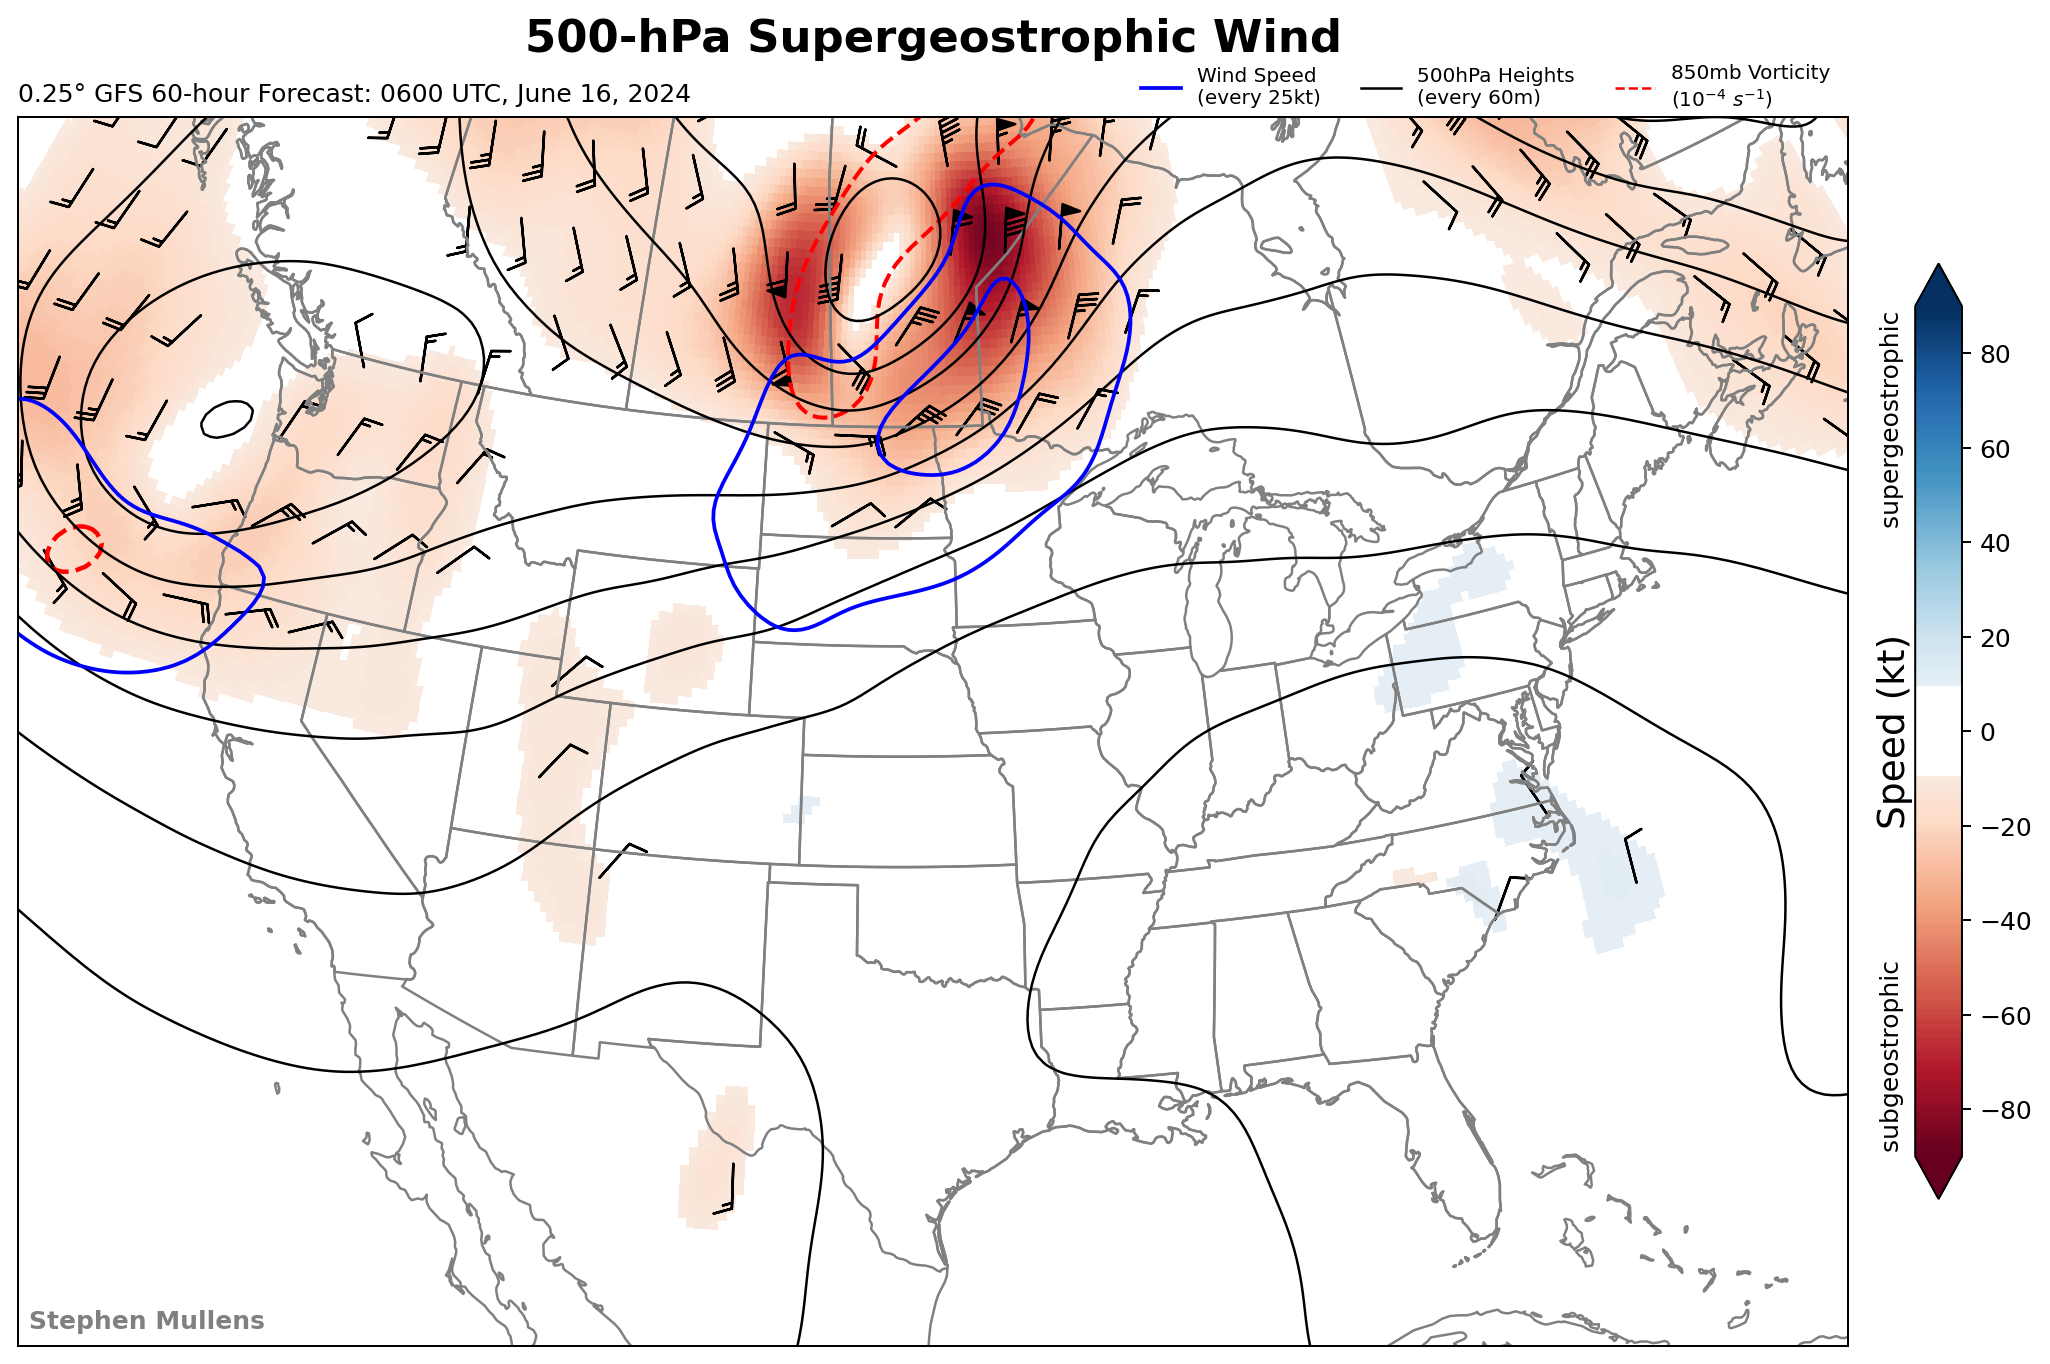 500-hPa Supergeostrophic Wind
0.25° GFS 60-hour Forecast: 0600 UTC, June 16, 2024
Wind Speed
(every 25kt)
500hPa Heights
(every 60m)
850mb Vorticity
(10⁻⁴ s⁻¹)
supergeostrophic
subgeostrophic
Speed (kt)
80
60
40
20
0
−20
−40
−60
−80
Stephen Mullens